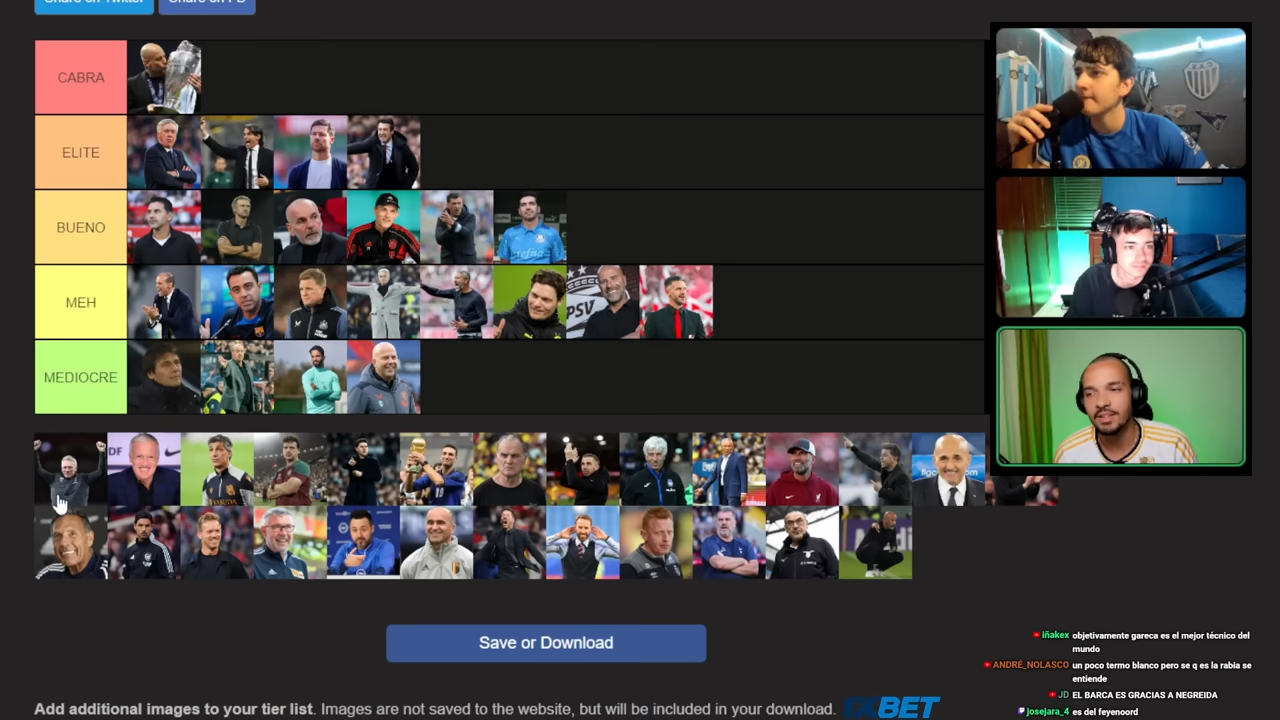 Share on Twitter
Share on FB
CABRA
ELITE
BUENO
MEH
MEDIOCRE
PSV
DF
Save or Download
Add additional images to your tier list. Images are not saved to the website, but will be included in your download.
1XBET
iñakex objetivamente gareca es el mejor técnico del
mundo
ANDRÉ_NOLASCO un poco termo blanco pero se q es la rabia se
entiende
JD EL BARCA ES GRACIAS A NEGREIDA
josejara_4 es del feyenoord